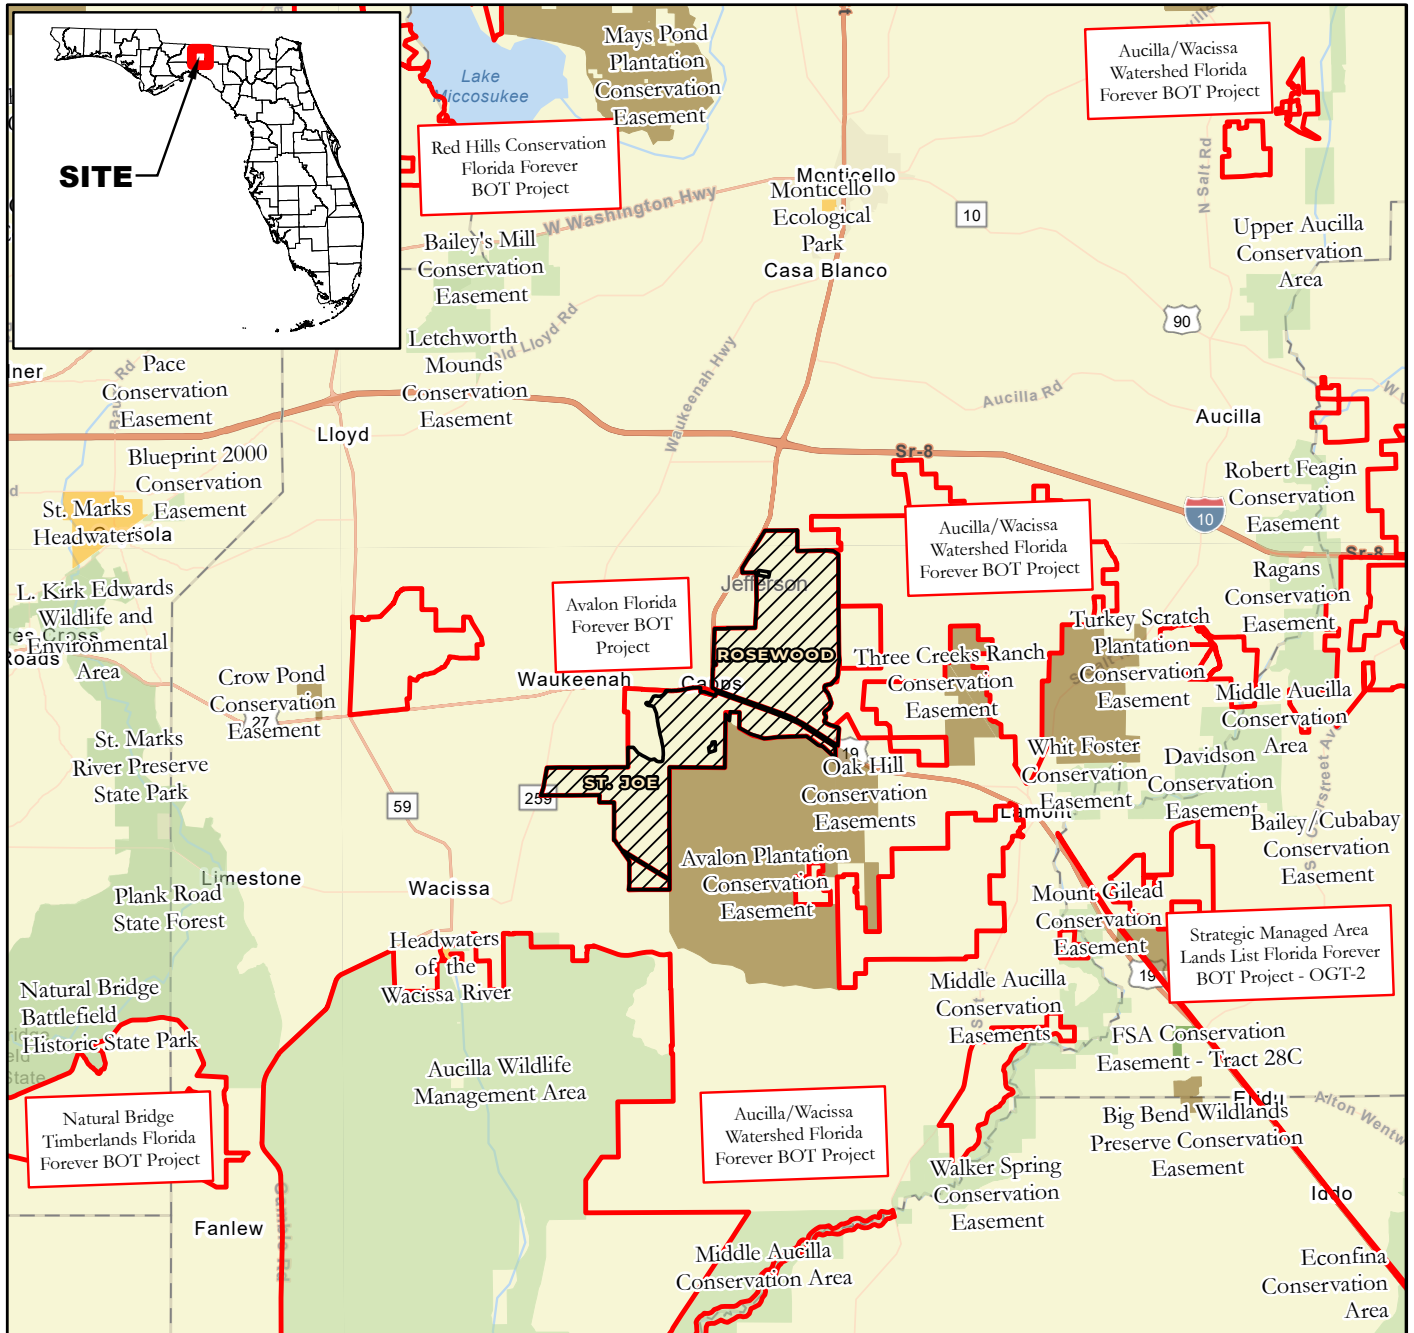 SITE
Lake
Miccosukee
Mays Pond
Plantation
Conservation
Easement
Aucilla/Wacissa
Watershed Florida
Forever BOT Project
Red Hills Conservation
Florida Forever
BOT Project
N Salt Rd
Monticello
Monticello
Ecological
Park
10
W Washington Hwy
Casa Blanco
Upper Aucilla
Conservation
Area
Bailey's Mill
Conservation
Easement
90
Old Lloyd Rd
Letchworth
Mounds
Conservation
Easement
Waukeenah Hwy
Pace
Conservation
Easement
Aucilla Rd
Aucilla
Lloyd
Sr-8
Blueprint 2000
Conservation
Easement
Robert Feagin
Conservation
Easement
St. Marks
Headwaters
10
Aucilla/Wacissa
Watershed Florida
Forever BOT Project
Sr-8
L. Kirk Edwards
Wildlife and
Environmental
Area
Roads
Jefferson
Avalon Florida
Forever BOT
Project
Ragans
Conservation
Easement
Turkey Scratch
Plantation
Conservation
Easement
ROSEWOOD
Three Creeks Ranch
Conservation
Easement
Waukeenah
Capps
Crow Pond
Conservation
Easement
27
Middle Aucilla
Conservation
Area
St. Marks
River Preserve
State Park
19
Oak Hill
Conservation
Easements
Whit Foster
Conservation
Easement
Davidson
Conservation
Easement
ST. JOE
59
259
Lamont
Bailey/Cubabay
Conservation
Easement
Avalon Plantation
Conservation
Easement
Limestone
Wacissa
Plank Road
State Forest
Mount Gilead
Conservation
Easement
Strategic Managed Area
Lands List Florida Forever
BOT Project - OGT-2
19
Headwaters
of the
Wacissa River
Natural Bridge
Battlefield
Historic State Park
Middle Aucilla
Conservation
Easements
FSA Conservation
Easement - Tract 28C
Aucilla Wildlife
Management Area
Eridu
Alton Wentw
Natural Bridge
Timberlands Florida
Forever BOT Project
Aucilla/Wacissa
Watershed Florida
Forever BOT Project
Big Bend Wildlands
Preserve Conservation
Easement
Walker Spring
Conservation
Easement
Iddo
Fanlew
Gamble Rd
Middle Aucilla
Conservation Area
Econfina
Conservation
Area